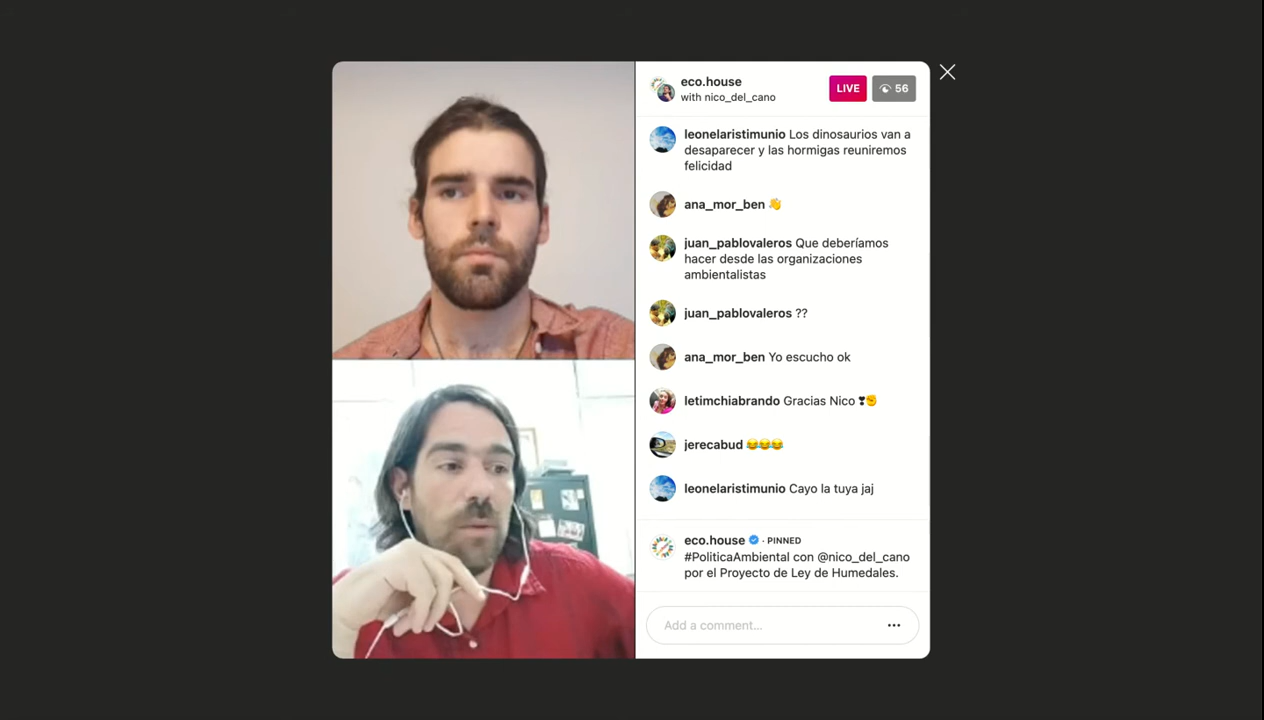 eco.house
with nico_del_cano
LIVE
56
leonelaristimunio Los dinosaurios van a
desaparecer y las hormigas reuniremos
felicidad
ana_mor_ben 👋
juan_pablovaleros Que deberíamos
hacer desde las organizaciones
ambientalistas
juan_pablovaleros ??
ana_mor_ben Yo escucho ok
letimchiabrando Gracias Nico ❣✊
jerecabud 😂😂😂
leonelaristimunio Cayo la tuya jaj
eco.house · PINNED
#PoliticaAmbiental con @nico_del_cano
por el Proyecto de Ley de Humedales.
Add a comment...